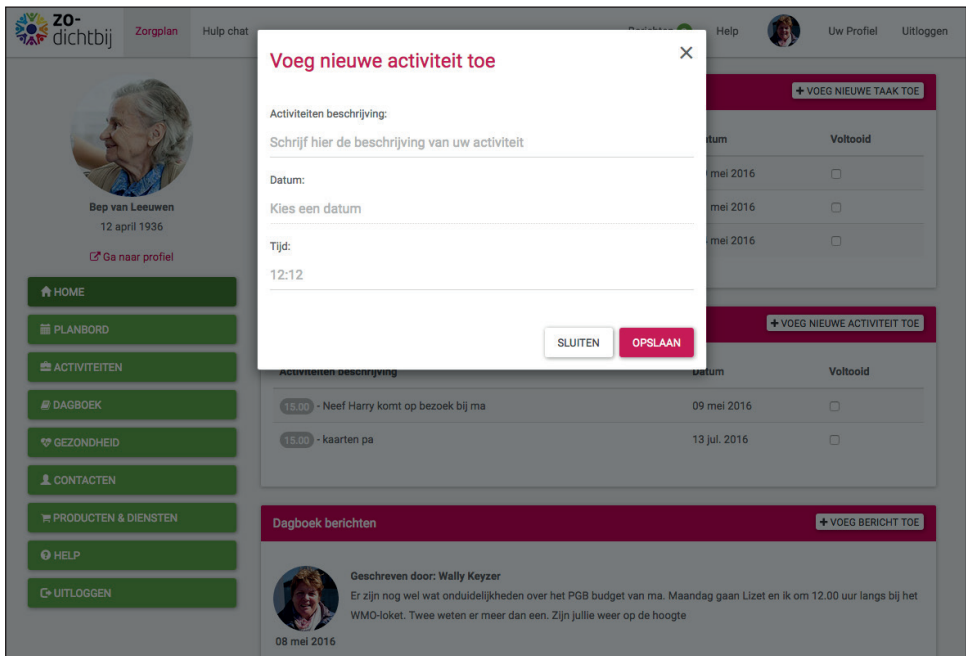 ZO-
dichtbij
Zorgplan
Hulp chat
Berichten
Help
Uw Profiel
Uitloggen
Bep van Leeuwen
12 april 1936
Ga naar profiel
HOME
PLANBORD
ACTIVITEITEN
DAGBOEK
GEZONDHEID
CONTACTEN
PRODUCTEN & DIENSTEN
HELP
UITLOGGEN
Voeg nieuwe activiteit toe
×
Activiteiten beschrijving:
Schrijf hier de beschrijving van uw activiteit
Datum:
Kies een datum
Tijd:
12:12
SLUITEN
OPSLAAN
+ VOEG NIEUWE TAAK TOE
Voltooid
mei 2016
mei 2016
mei 2016
+ VOEG NIEUWE ACTIVITEIT TOE
Activiteiten beschrijving Datum Voltooid
15.00 - Neef Harry komt op bezoek bij ma 09 mei 2016
15.00 - kaarten pa 13 jul. 2016
Dagboek berichten
+ VOEG BERICHT TOE
Geschreven door: Wally Keyzer
Er zijn nog wel wat onduidelijkheden over het PGB budget van ma. Maandag gaan Lizet en ik om 12.00 uur langs bij het
WMO-loket. Twee weten er meer dan een. Zijn jullie weer op de hoogte
08 mei 2016